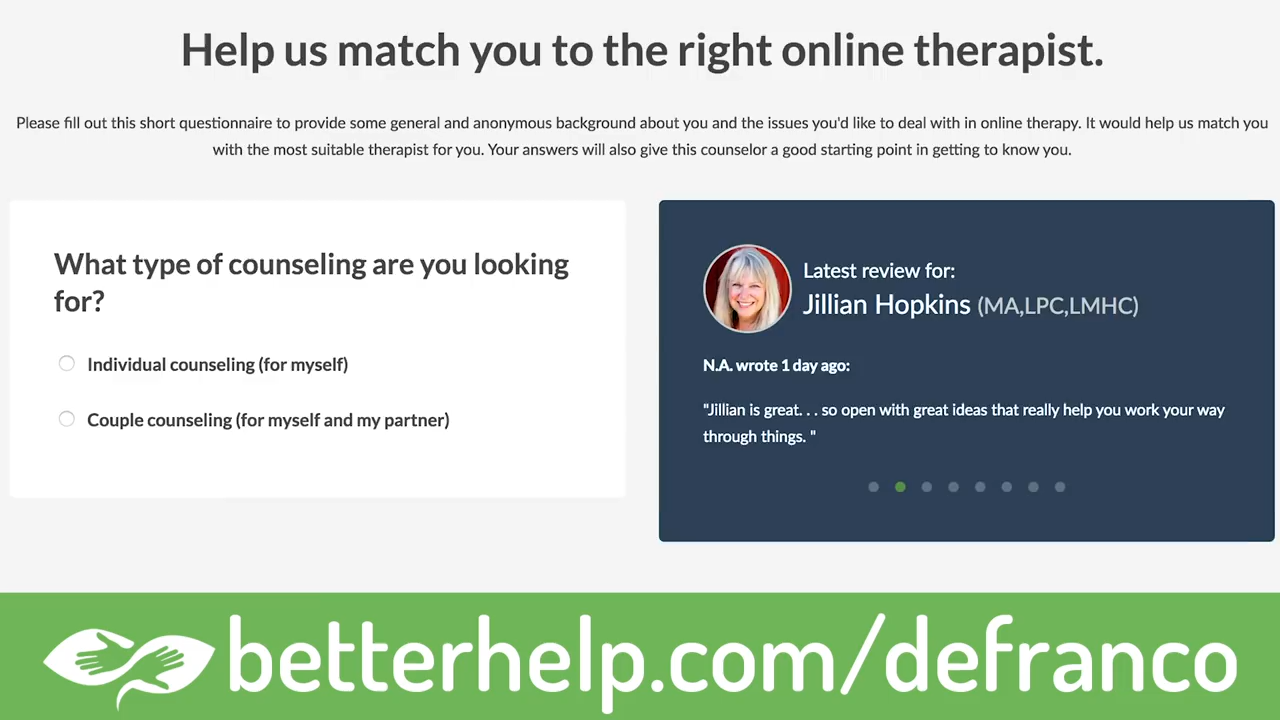 Help us match you to the right online therapist.
Please fill out this short questionnaire to provide some general and anonymous background about you and the issues you'd like to deal with in online therapy. It would help us match you
with the most suitable therapist for you. Your answers will also give this counselor a good starting point in getting to know you.
What type of counseling are you looking
for?
Individual counseling (for myself)
Couple counseling (for myself and my partner)
Latest review for:
Jillian Hopkins (MA,LPC,LMHC)
N.A. wrote 1 day ago:
"Jillian is great. . . so open with great ideas that really help you work your way
through things. "
betterhelp.com/defranco